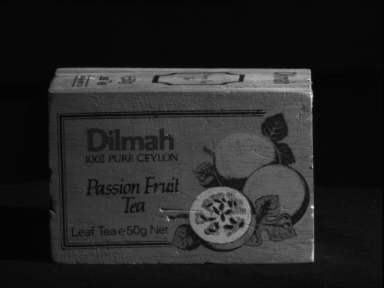 Dilmah
100% PURE CEYLON
Passion Fruit
Tea
Leaf Tea e 50g Net